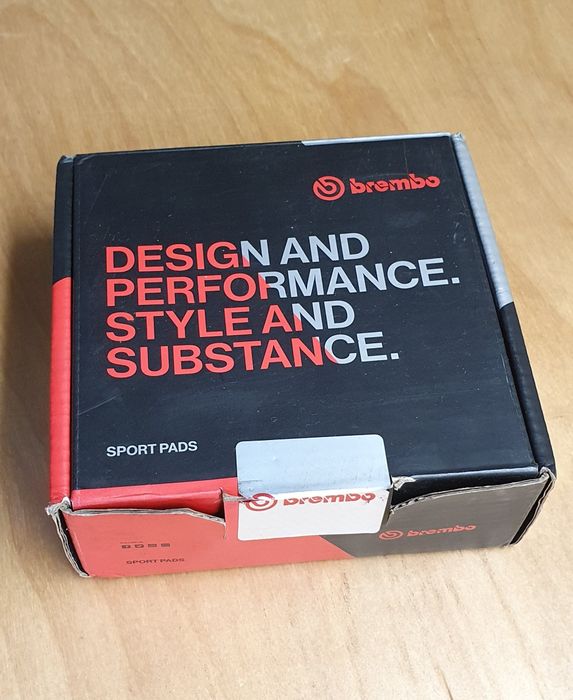 brembo
DESIGN AND
PERFORMANCE.
STYLE AND
SUBSTANCE.
SPORT PADS
brembo
brembo
SPORT PADS